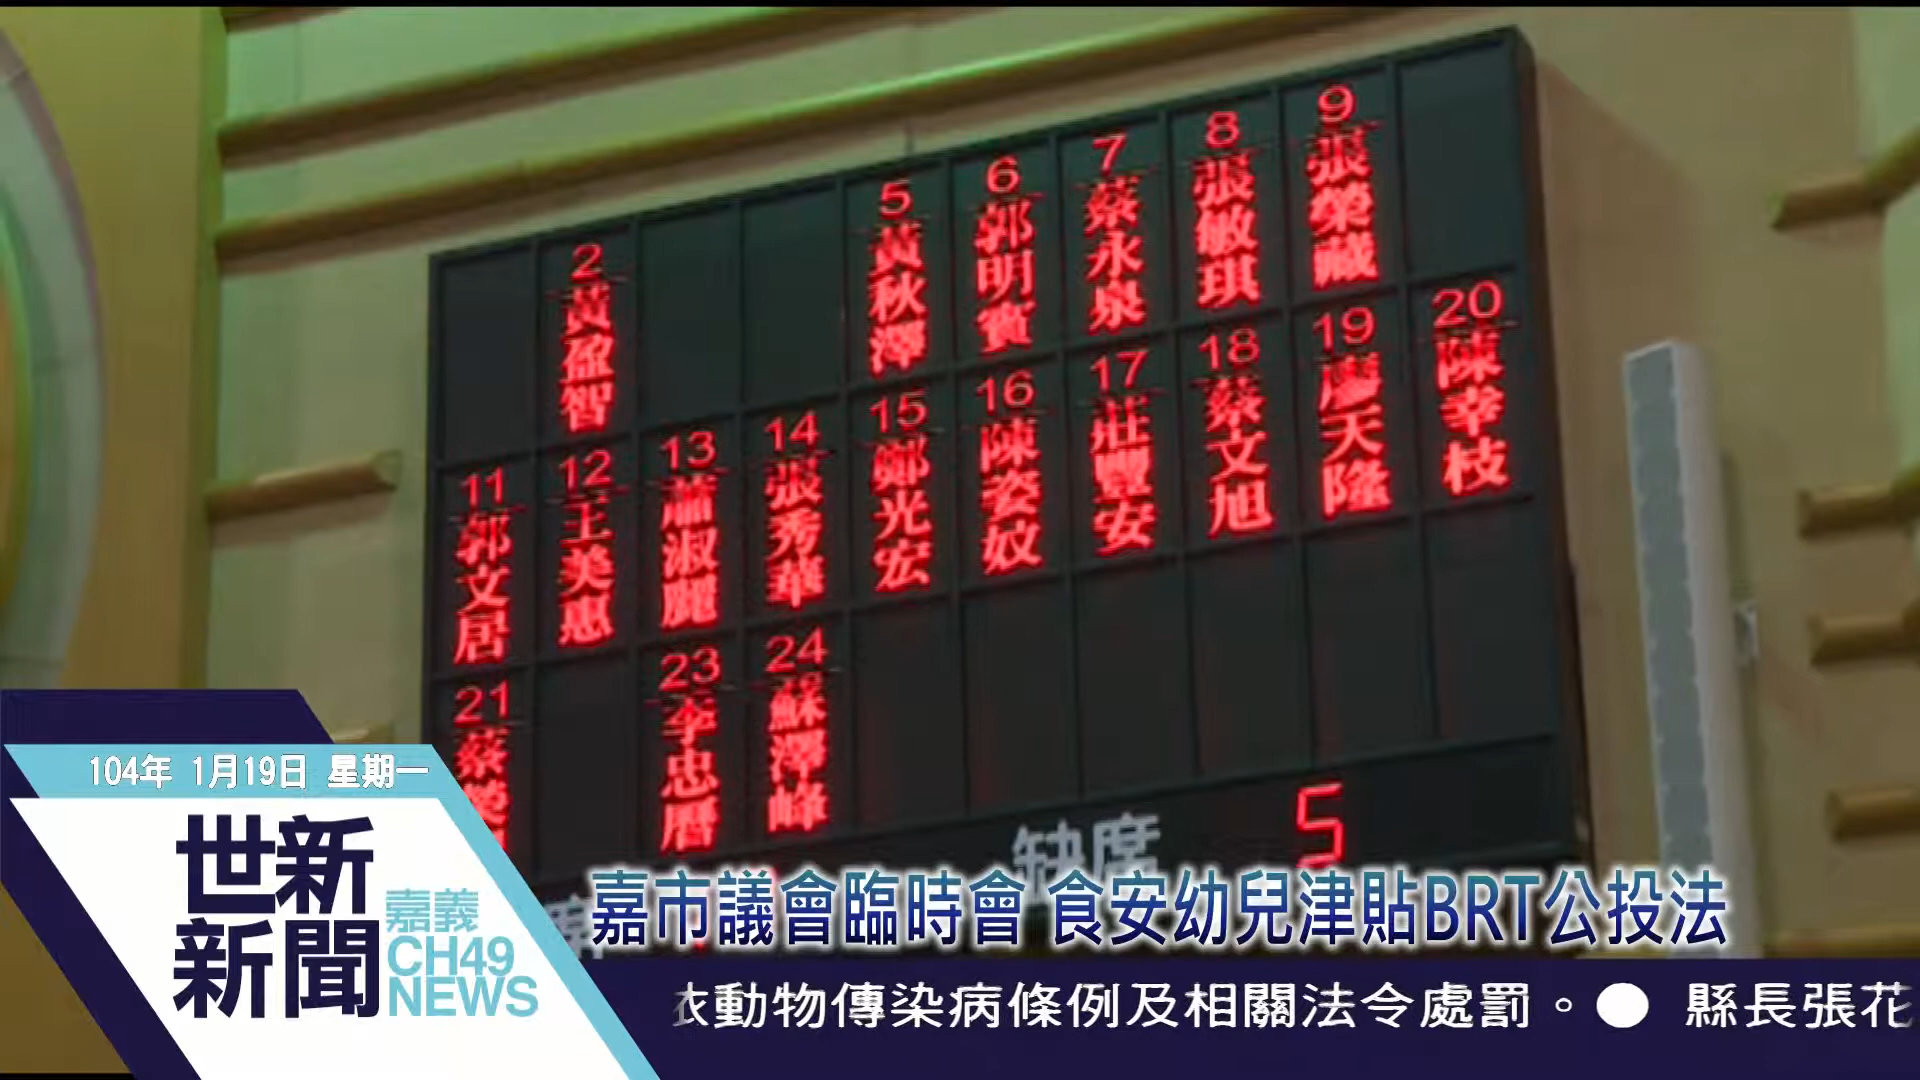 2 黃盈智
5 黃秋澤
6 郭明賓
7 蔡永泉
8 張敏琪
9 張榮藏
11 郭文居
12 王美惠
13 蕭淑麗
14 張秀華
15 鄭光宏
16 陳姿妏
17 莊豐安
18 蔡文旭
19 廖天隆
20 陳幸枝
21 蔡榮
23 李忠曆
24 蘇澤峰
缺席 5
104年 1月19日 星期一
世新新聞
嘉義
CH49
NEWS
嘉市議會臨時會 食安幼兒津貼BRT公投法
動物傳染病條例及相關法令處罰。● 縣長張花